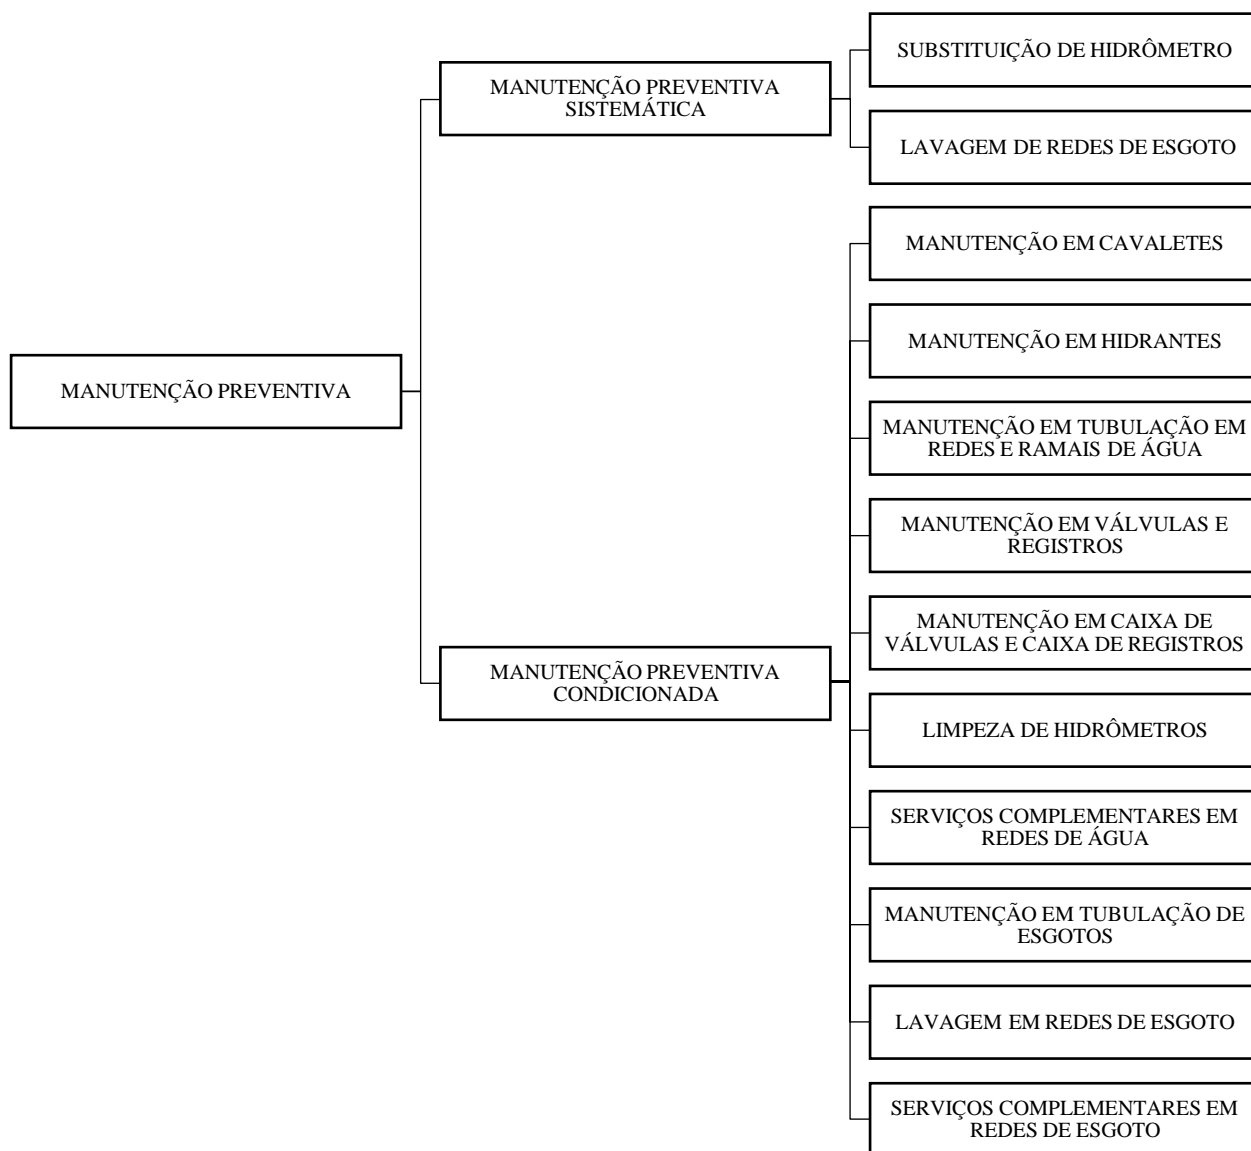 SUBSTITUIÇÃO DE HIDRÔMETRO
MANUTENÇÃO PREVENTIVA
SISTEMÁTICA
LAVAGEM DE REDES DE ESGOTO
MANUTENÇÃO EM CAVALETES
MANUTENÇÃO EM HIDRANTES
MANUTENÇÃO PREVENTIVA
MANUTENÇÃO EM TUBULAÇÃO EM
REDES E RAMAIS DE ÁGUA
MANUTENÇÃO EM VÁLVULAS E
REGISTROS
MANUTENÇÃO EM CAIXA DE
VÁLVULAS E CAIXA DE REGISTROS
MANUTENÇÃO PREVENTIVA
CONDICIONADA
LIMPEZA DE HIDRÔMETROS
SERVIÇOS COMPLEMENTARES EM
REDES DE ÁGUA
MANUTENÇÃO EM TUBULAÇÃO DE
ESGOTOS
LAVAGEM EM REDES DE ESGOTO
SERVIÇOS COMPLEMENTARES EM
REDES DE ESGOTO